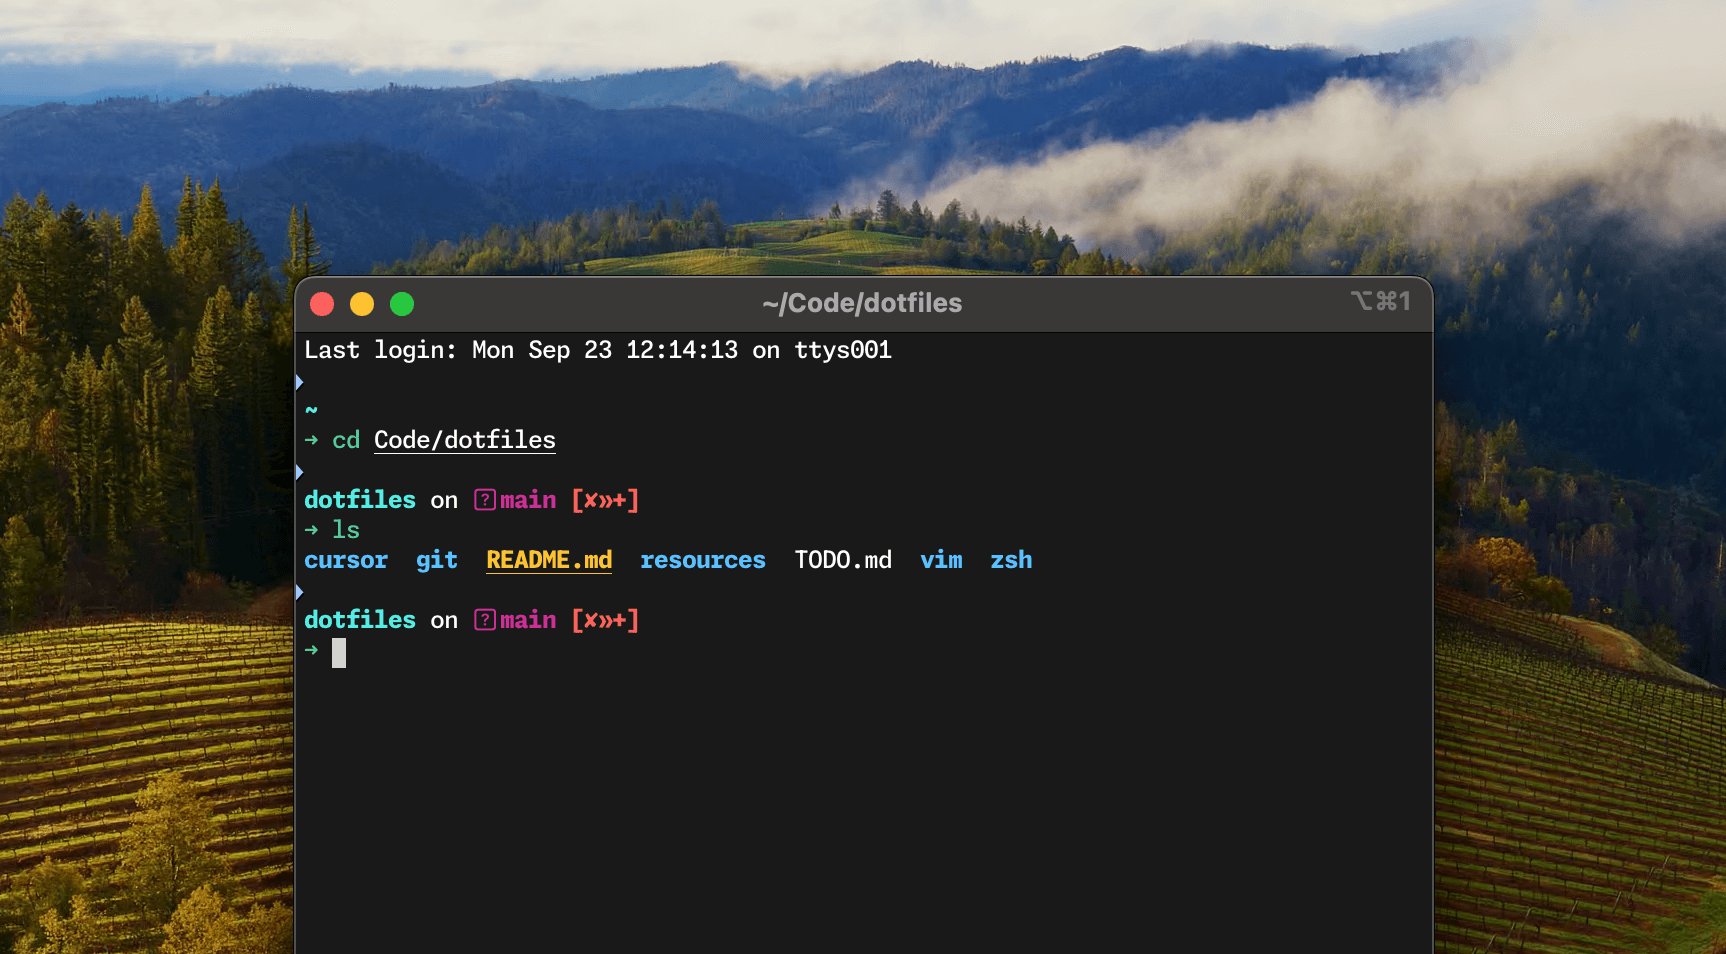 ~/Code/dotfiles ⌥⌘1
Last login: Mon Sep 23 12:14:13 on ttys001
~
➜ cd Code/dotfiles
dotfiles on ⍰main [✘»+]
➜ ls
cursor git README.md resources TODO.md vim zsh
dotfiles on ⍰main [✘»+]
➜